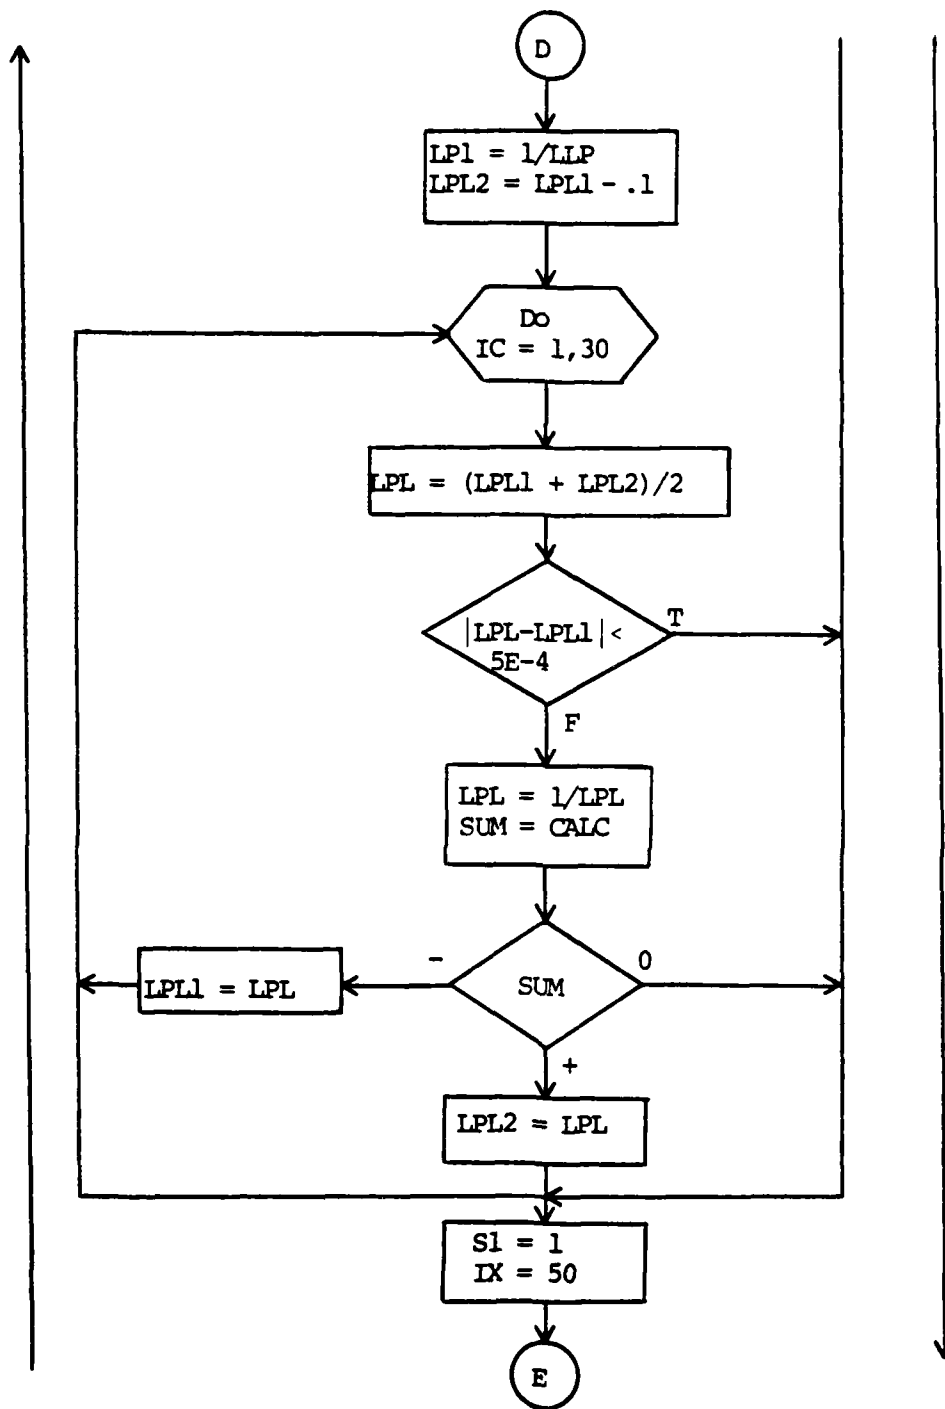 D
LP1 = 1/LLP
LPL2 = LPL1 - .1
Do
IC = 1,30
LPL = (LPL1 + LPL2)/2
|LPL-LPL1| <
5E-4
T
F
LPL = 1/LPL
SUM = CALC
-
SUM
0
LPL1 = LPL
+
LPL2 = LPL
S1 = 1
IX = 50
E